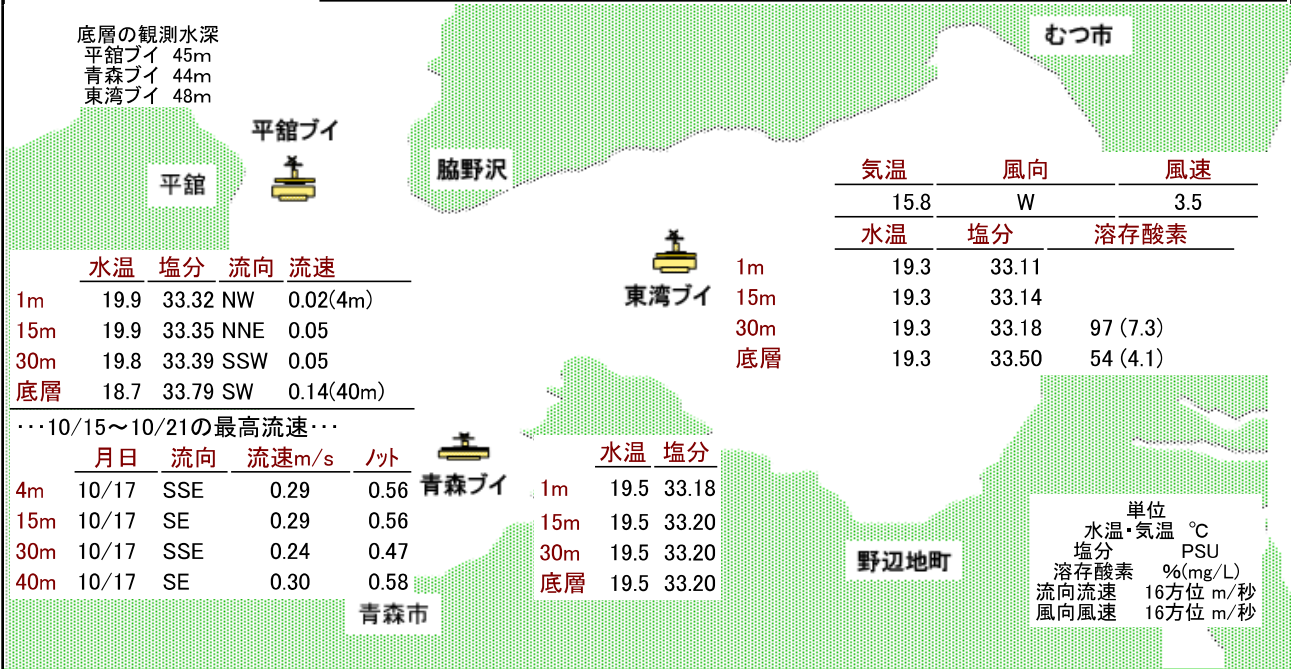 底層の観測水深
平舘ブイ 45m
青森ブイ 44m
東湾ブイ 48m
むつ市
平舘ブイ
平舘
脇野沢
気温 風向 風速
15.8 W 3.5
水温 塩分 溶存酸素
1m 19.3 33.11
15m 19.3 33.14
30m 19.3 33.18 97 (7.3)
底層 19.3 33.50 54 (4.1)
東湾ブイ
水温 塩分 流向 流速
1m 19.9 33.32 NW 0.02(4m)
15m 19.9 33.35 NNE 0.05
30m 19.8 33.39 SSW 0.05
底層 18.7 33.79 SW 0.14(40m)
･･･10/15～10/21の最高流速･･･
月日 流向 流速m/s ノット
4m 10/17 SSE 0.29 0.56
15m 10/17 SE 0.29 0.56
30m 10/17 SSE 0.24 0.47
40m 10/17 SE 0.30 0.58
青森ブイ
水温 塩分
1m 19.5 33.18
15m 19.5 33.20
30m 19.5 33.20
底層 19.5 33.20
青森市
野辺地町
単位
水温・気温 ℃
塩分 PSU
溶存酸素 %(mg/L)
流向流速 16方位 m/秒
風向風速 16方位 m/秒